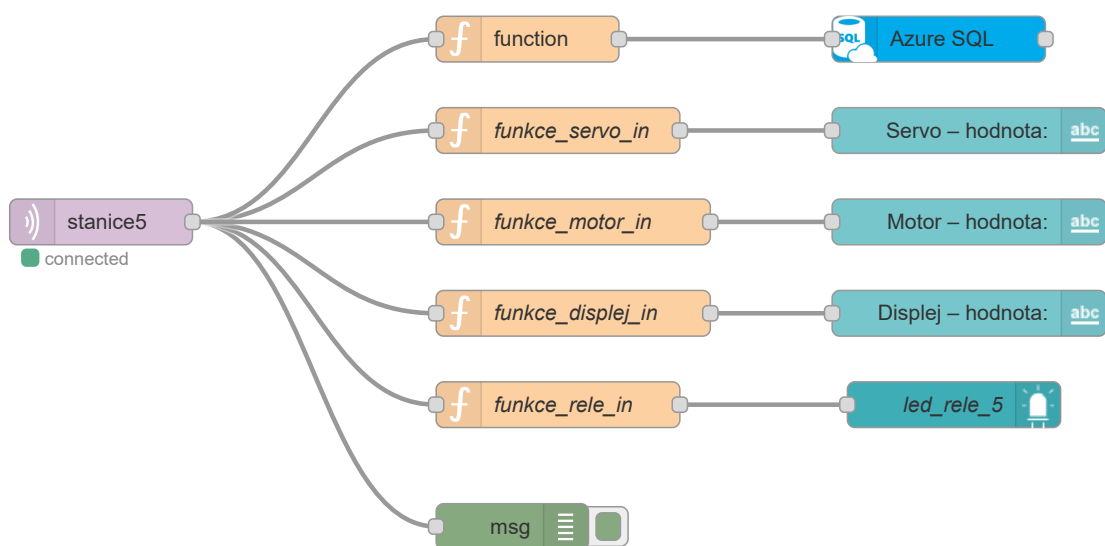 function
SQL
Azure SQL
funkce_servo_in
Servo – hodnota:
abc
stanice5
connected
funkce_motor_in
Motor – hodnota:
abc
funkce_displej_in
Displej – hodnota:
abc
funkce_rele_in
led_rele_5
msg